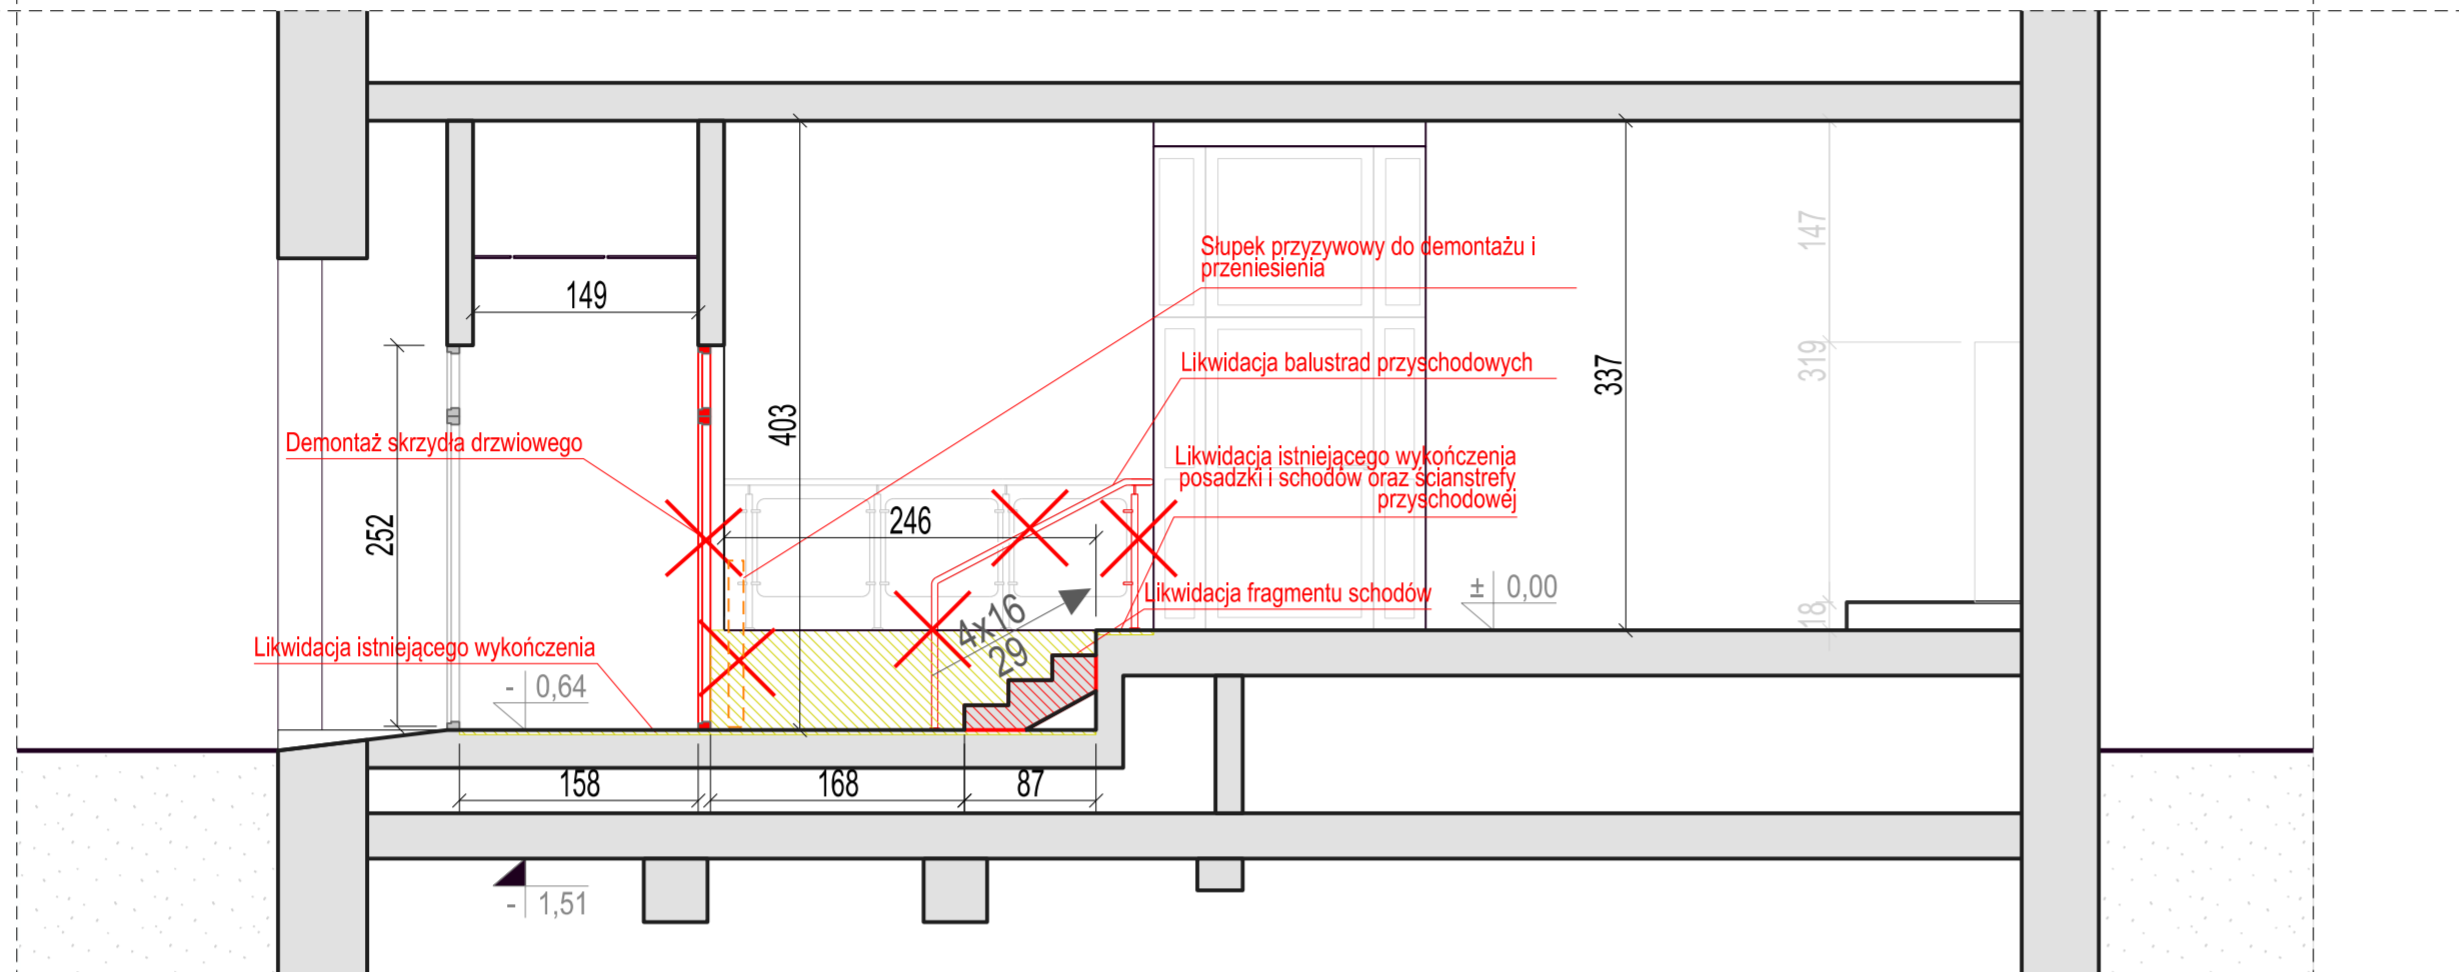 147
Słupek przyzywowy do demontażu i
przeniesienia
149
319
337
Likwidacja balustrad przyschodowych
403
Demontaż skrzydła drzwiowego
Likwidacja istniejącego wykończenia
posadzki i schodów oraz ścianstrefy
przyschodowej
252
246
± 0,00
Likwidacja fragmentu schodów
18
4x16
29
Likwidacja istniejącego wykończenia
- 0,64
158
168
87
- 1,51